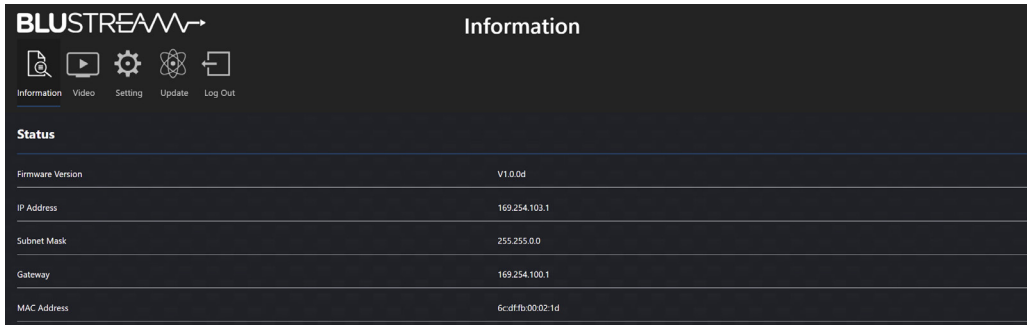 BLUSTREAM
Information
Information Video Setting Update Log Out
Status
Firmware Version V1.0.0d
IP Address 169.254.103.1
Subnet Mask 255.255.0.0
Gateway 169.254.100.1
MAC Address 6c:df:fb:00:02:1d